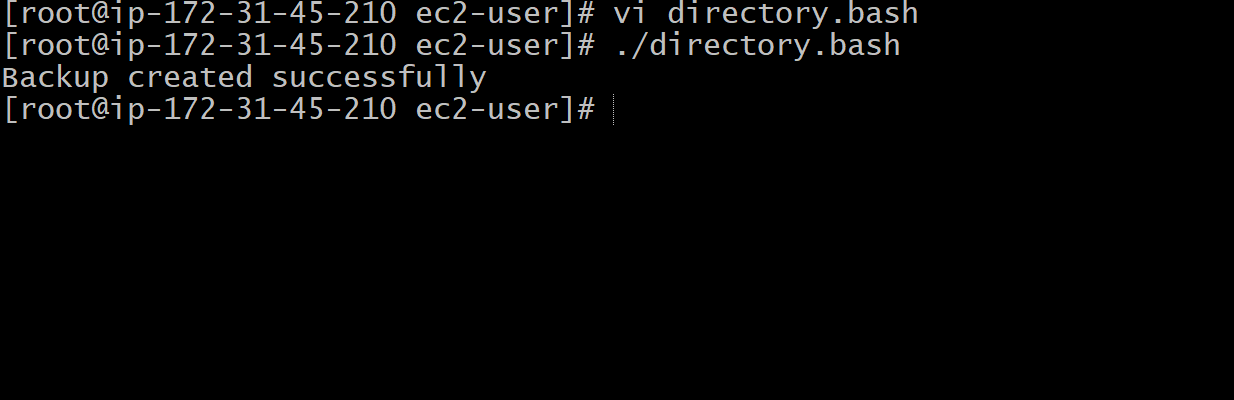 [root@ip-172-31-45-210 ec2-user]# vi directory.bash
[root@ip-172-31-45-210 ec2-user]# ./directory.bash
Backup created successfully
[root@ip-172-31-45-210 ec2-user]#